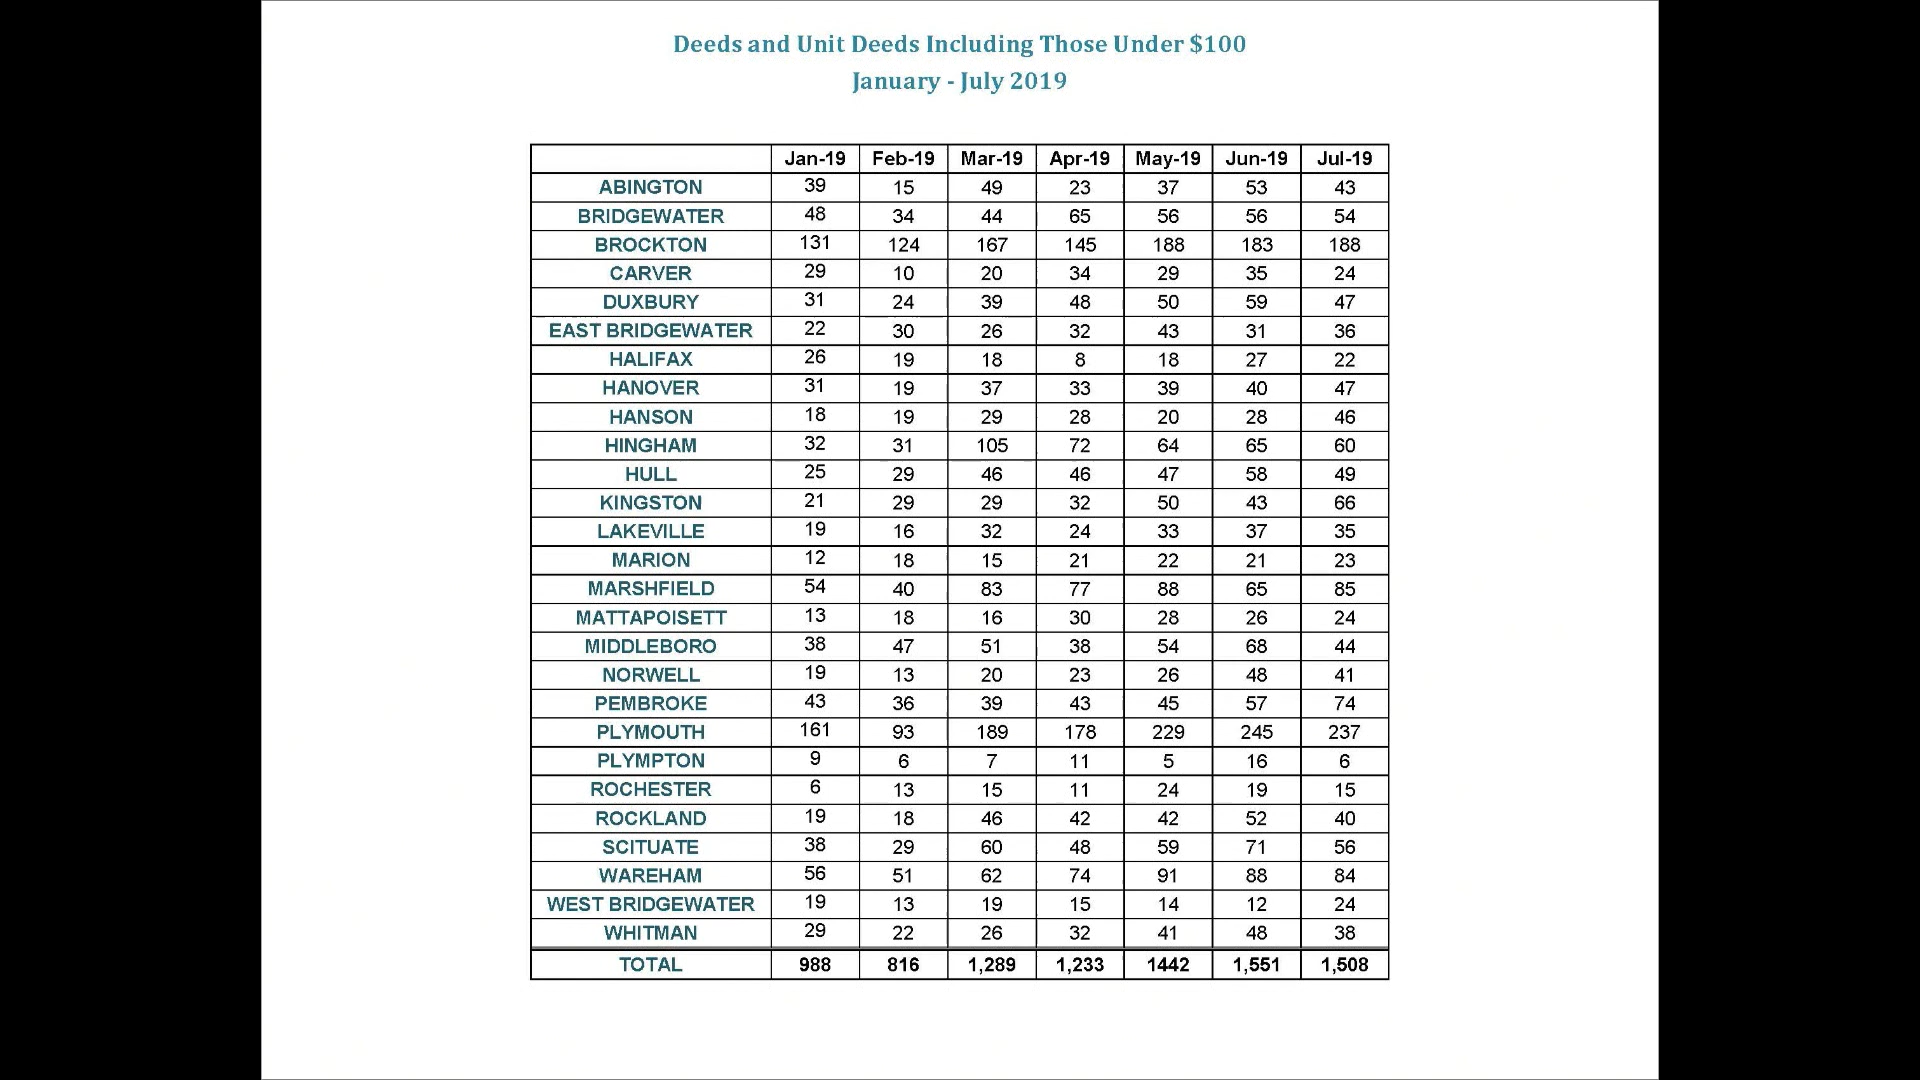 Deeds and Unit Deeds Including Those Under $100
January - July 2019
Jan-19 Feb-19 Mar-19 Apr-19 May-19 Jun-19 Jul-19
ABINGTON 39 15 49 23 37 53 43
BRIDGEWATER 48 34 44 65 56 56 54
BROCKTON 131 124 167 145 188 183 188
CARVER 29 10 20 34 29 35 24
DUXBURY 31 24 39 48 50 59 47
EAST BRIDGEWATER 22 30 26 32 43 31 36
HALIFAX 26 19 18 8 18 27 22
HANOVER 31 19 37 33 39 40 47
HANSON 18 19 29 28 20 28 46
HINGHAM 32 31 105 72 64 65 60
HULL 25 29 46 46 47 58 49
KINGSTON 21 29 29 32 50 43 66
LAKEVILLE 19 16 32 24 33 37 35
MARION 12 18 15 21 22 21 23
MARSHFIELD 54 40 83 77 88 65 85
MATTAPOISETT 13 18 16 30 28 26 24
MIDDLEBORO 38 47 51 38 54 68 44
NORWELL 19 13 20 23 26 48 41
PEMBROKE 43 36 39 43 45 57 74
PLYMOUTH 161 93 189 178 229 245 237
PLYMPTON 9 6 7 11 5 16 6
ROCHESTER 6 13 15 11 24 19 15
ROCKLAND 19 18 46 42 42 52 40
SCITUATE 38 29 60 48 59 71 56
WAREHAM 56 51 62 74 91 88 84
WEST BRIDGEWATER 19 13 19 15 14 12 24
WHITMAN 29 22 26 32 41 48 38
TOTAL 988 816 1,289 1,233 1442 1,551 1,508